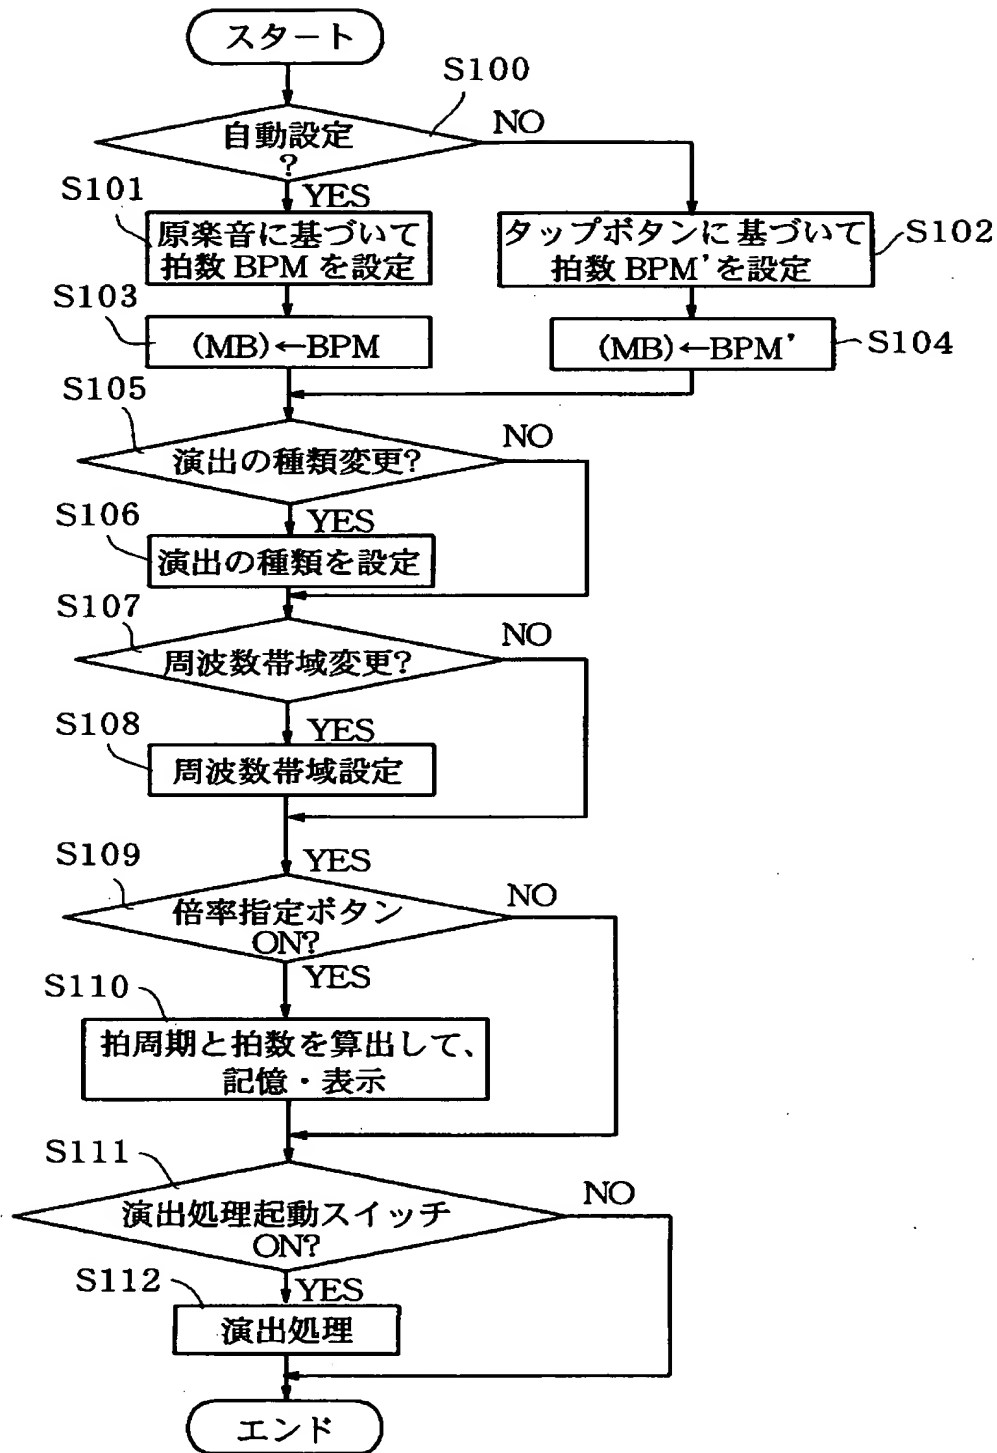 スタート
S100
自動設定
?
NO
YES
S101
原楽音に基づいて
拍数 BPM を設定
タップボタンに 基づいて
拍数 BPM'を設定
S102
S103
(MB)←BPM
(MB)←BPM'
S104
S105
演出の種類変更?
NO
YES
S106
演出の種類を設定
S107
周波数帯域変更?
NO
YES
S108
周波数帯域設定
YES
S109
倍率指定ボタン
ON?
NO
YES
S110
拍周期と拍数を算出して、
記憶・表示
S111
演出処理起動スイッチ
ON?
NO
YES
S112
演出処理
エンド